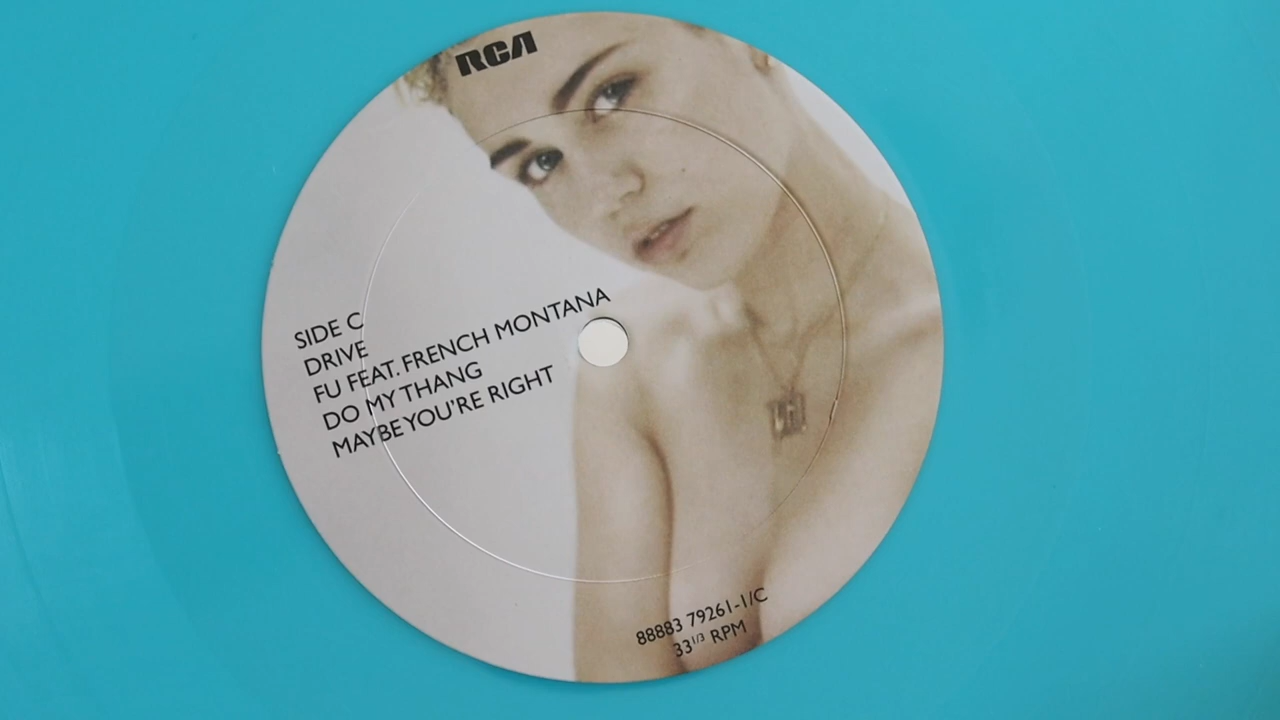 RCA
SIDE C
DRIVE
FU FEAT. FRENCH MONTANA
DO MY THANG
MAYBE YOU'RE RIGHT
88883 79261-1/C
33 1/3 RPM